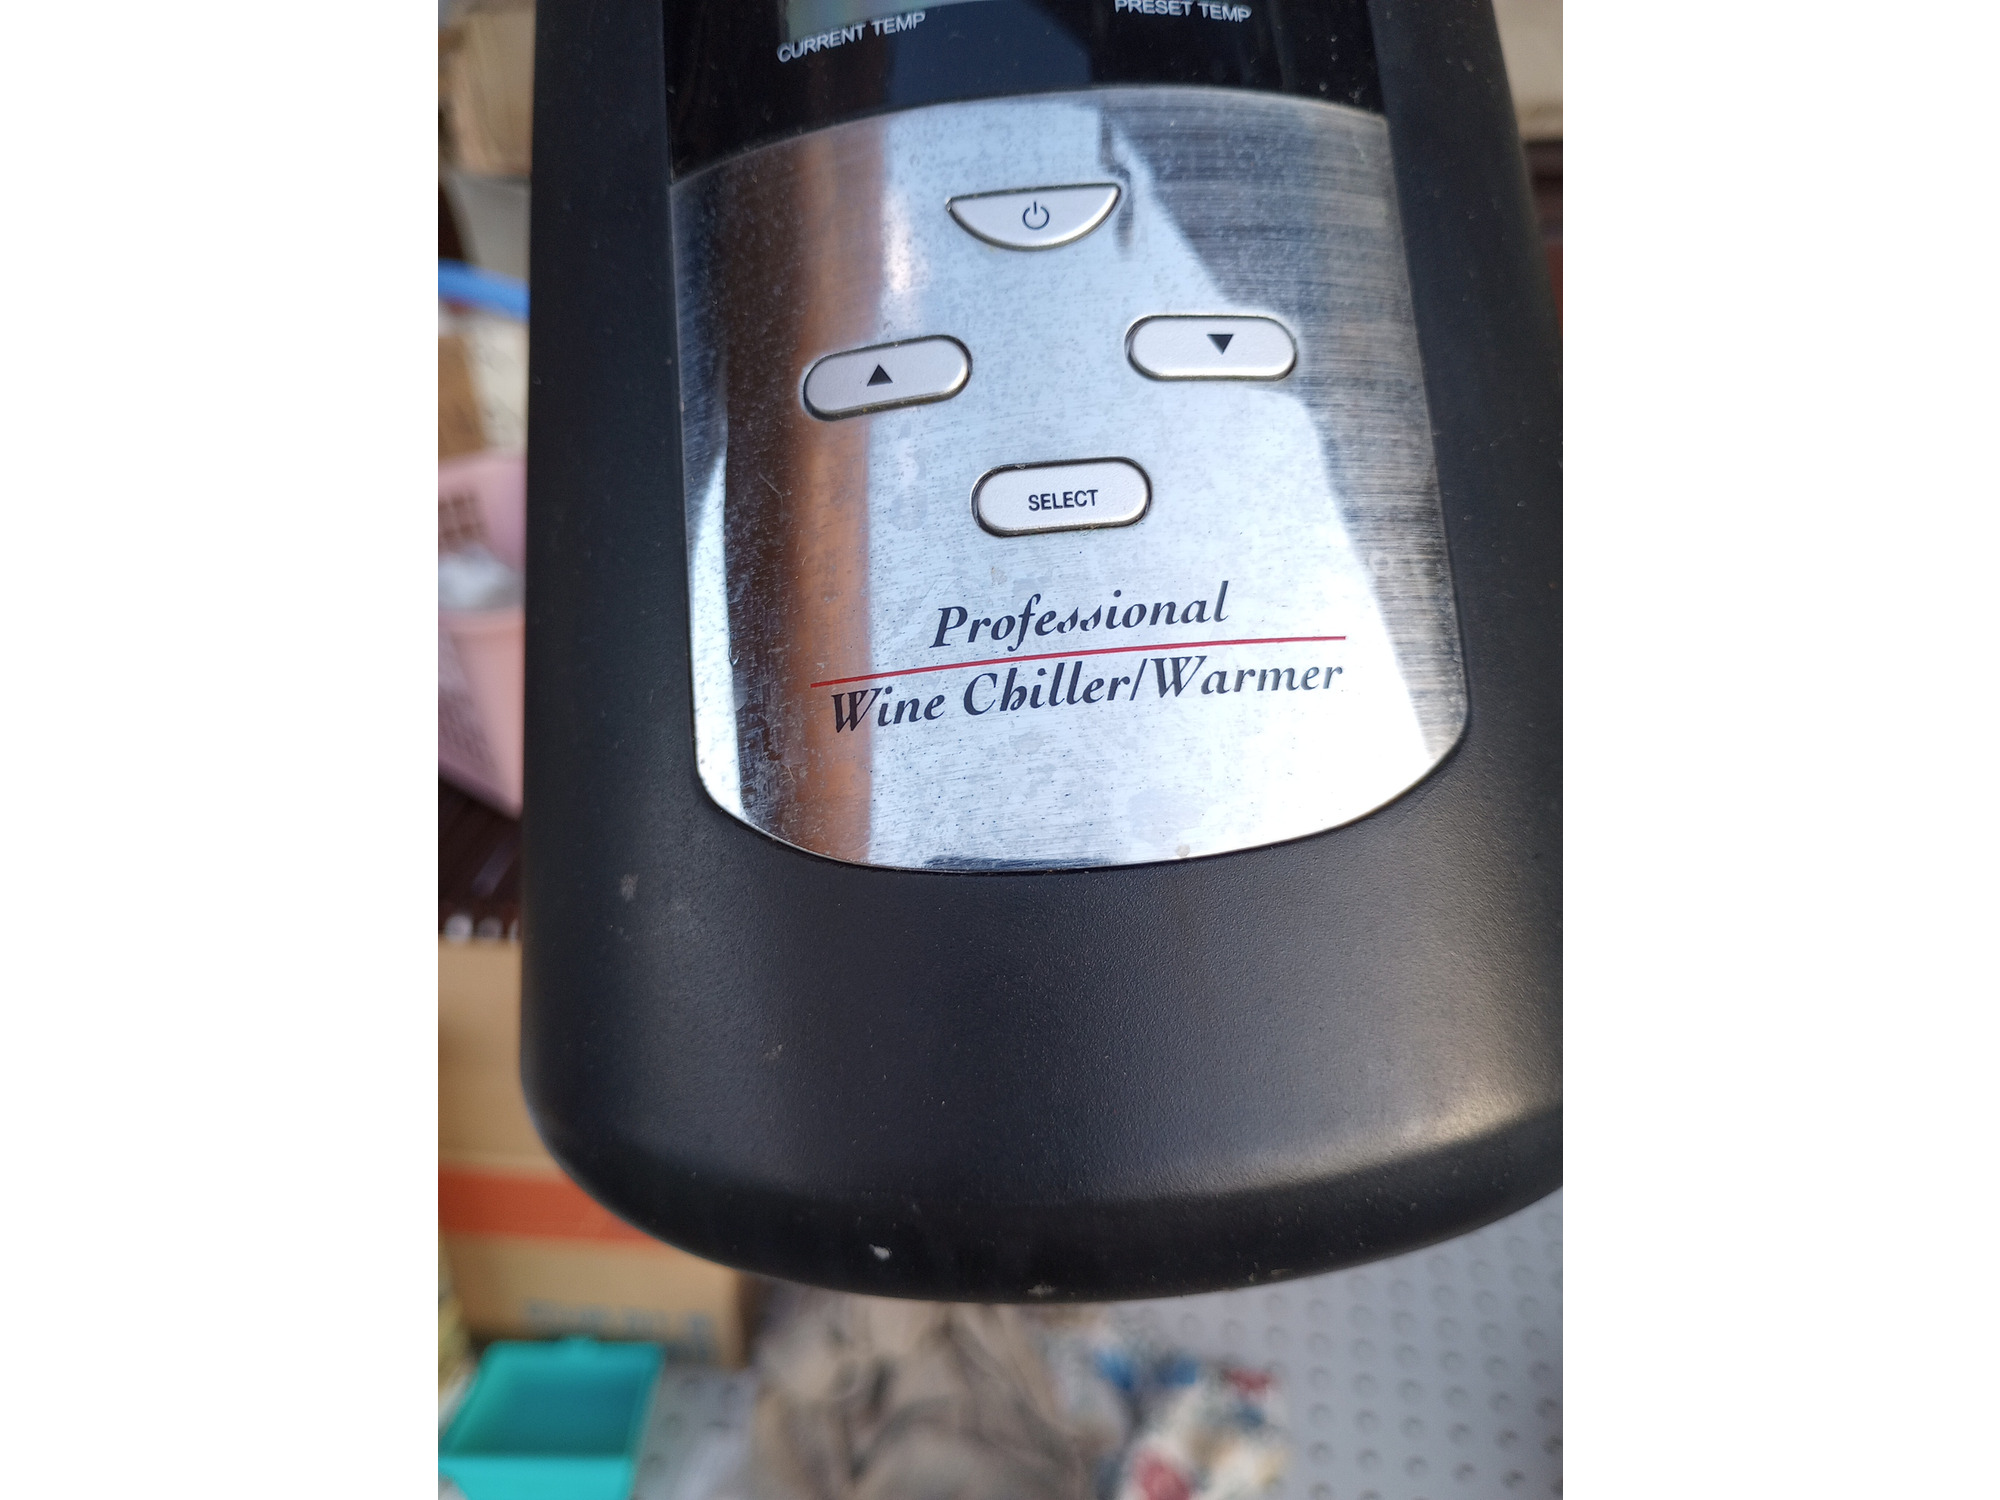 CURRENT TEMP PRESET TEMP
SELECT
Professional
Wine Chiller/Warmer